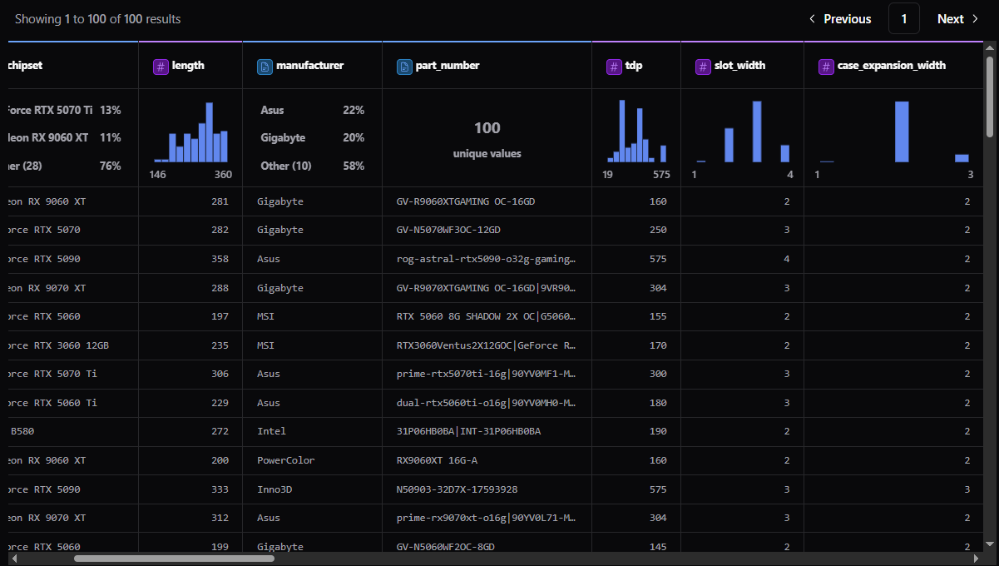 Showing 1 to 100 of 100 results
Previous 1 Next
chipset # length manufacturer part_number # tdp # slot_width # case_expansion_width
Force RTX 5070 Ti 13% Asus 22%
deon RX 9060 XT 11% Gigabyte 20% 100
unique values
her (28) 76% Other (10) 58%
146 360 19 575 1 4 1 3
eon RX 9060 XT 281 Gigabyte GV-R9060XTGAMING OC-16GD 160 2 2
orce RTX 5070 282 Gigabyte GV-N5070WF3OC-12GD 250 3 2
orce RTX 5090 358 Asus rog-astral-rtx5090-o32g-gaming… 575 4 2
eon RX 9070 XT 288 Gigabyte GV-R9070XTGAMING OC-16GD|9VR90… 304 3 2
orce RTX 5060 197 MSI RTX 5060 8G SHADOW 2X OC|G5060… 155 2 2
orce RTX 3060 12GB 235 MSI RTX3060Ventus2X12GOC|GeForce R… 170 2 2
orce RTX 5070 Ti 306 Asus prime-rtx5070ti-16g|90YV0MF1-M… 300 3 2
orce RTX 5060 Ti 229 Asus dual-rtx5060ti-o16g|90YV0MH0-M… 180 3 2
B580 272 Intel 31P06HB0BA|INT-31P06HB0BA 190 2 2
eon RX 9060 XT 200 PowerColor RX9060XT 16G-A 160 2 2
orce RTX 5090 333 Inno3D N50903-32D7X-17593928 575 3 3
eon RX 9070 XT 312 Asus prime-rx9070xt-o16g|90YV0L71-M… 304 3 2
orce RTX 5060 199 Gigabyte GV-N5060WF2OC-8GD 145 2 2